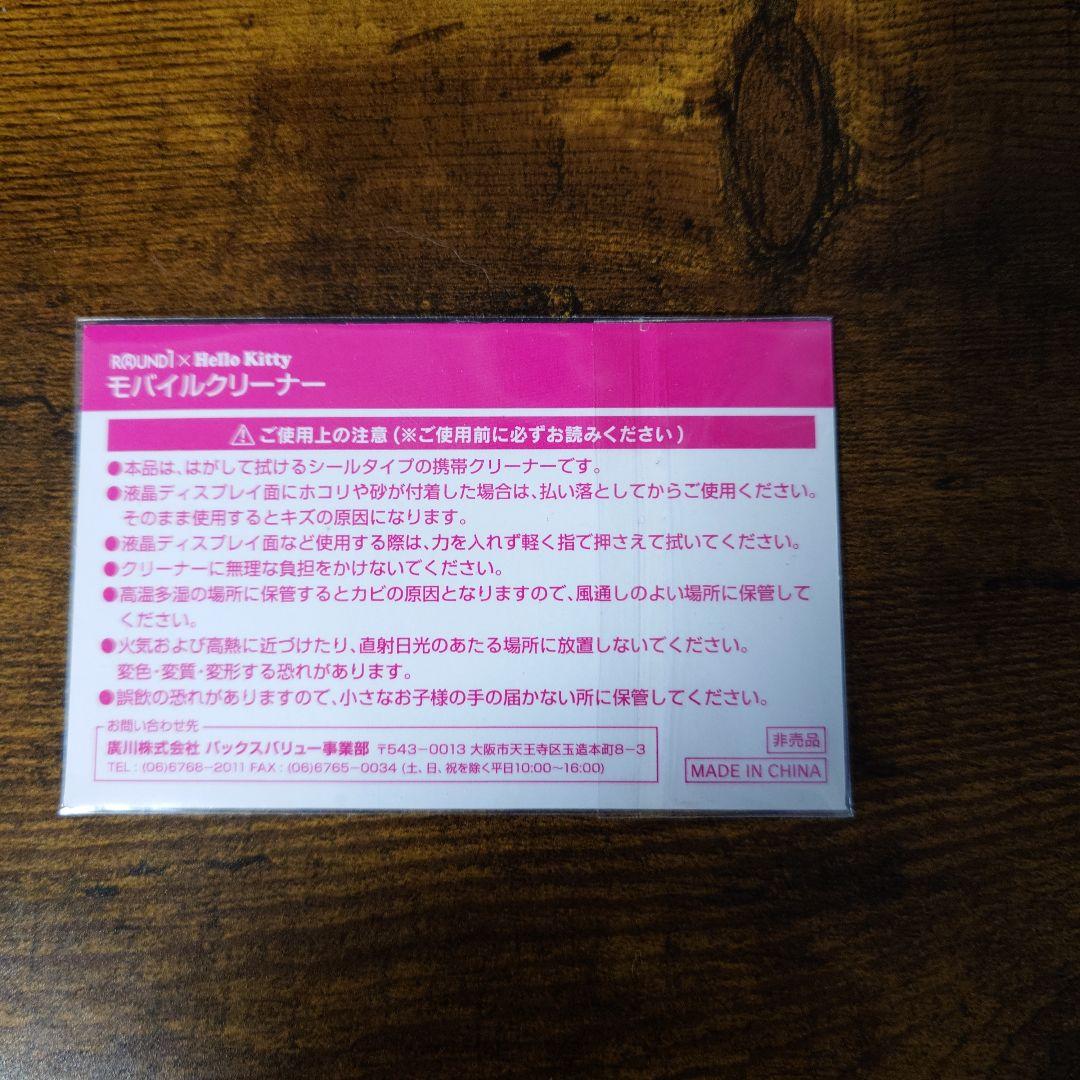 ROUND1×Hello Kitty
モバイルクリーナー
⚠ご使用上の注意(※ご使用前に必ずお読みください)
●本品は、はがして拭けるシールタイプの携帯クリーナーです。
●液晶ディスプレイ面にホコリや砂が付着した場合は、払い落としてからご使用ください。
そのまま使用するとキズの原因になります。
●液晶ディスプレイ面など使用する際は、力を入れず軽く指で押さえて拭いてください。
●クリーナーに無理な負担をかけないでください。
●高温多湿の場所に保管するとカビの原因となりますので、風通しのよい場所に保管して
ください。
●火気および高熱に近づけたり、直射日光のあたる場所に放置しないでください。
変色・変質・変形する恐れがあります。
●誤飲の恐れがありますので、小さなお子様の手の届かない所に保管してください。
お問い合わせ先
廣川株式会社 バックスバリュー事業部 〒543-0013 大阪市天王寺区玉造本町8-3
TEL:(06)6768-2011 FAX:(06)6765-0034 (土、日、祝を除く平日10:00~16:00)
非売品
MADE IN CHINA